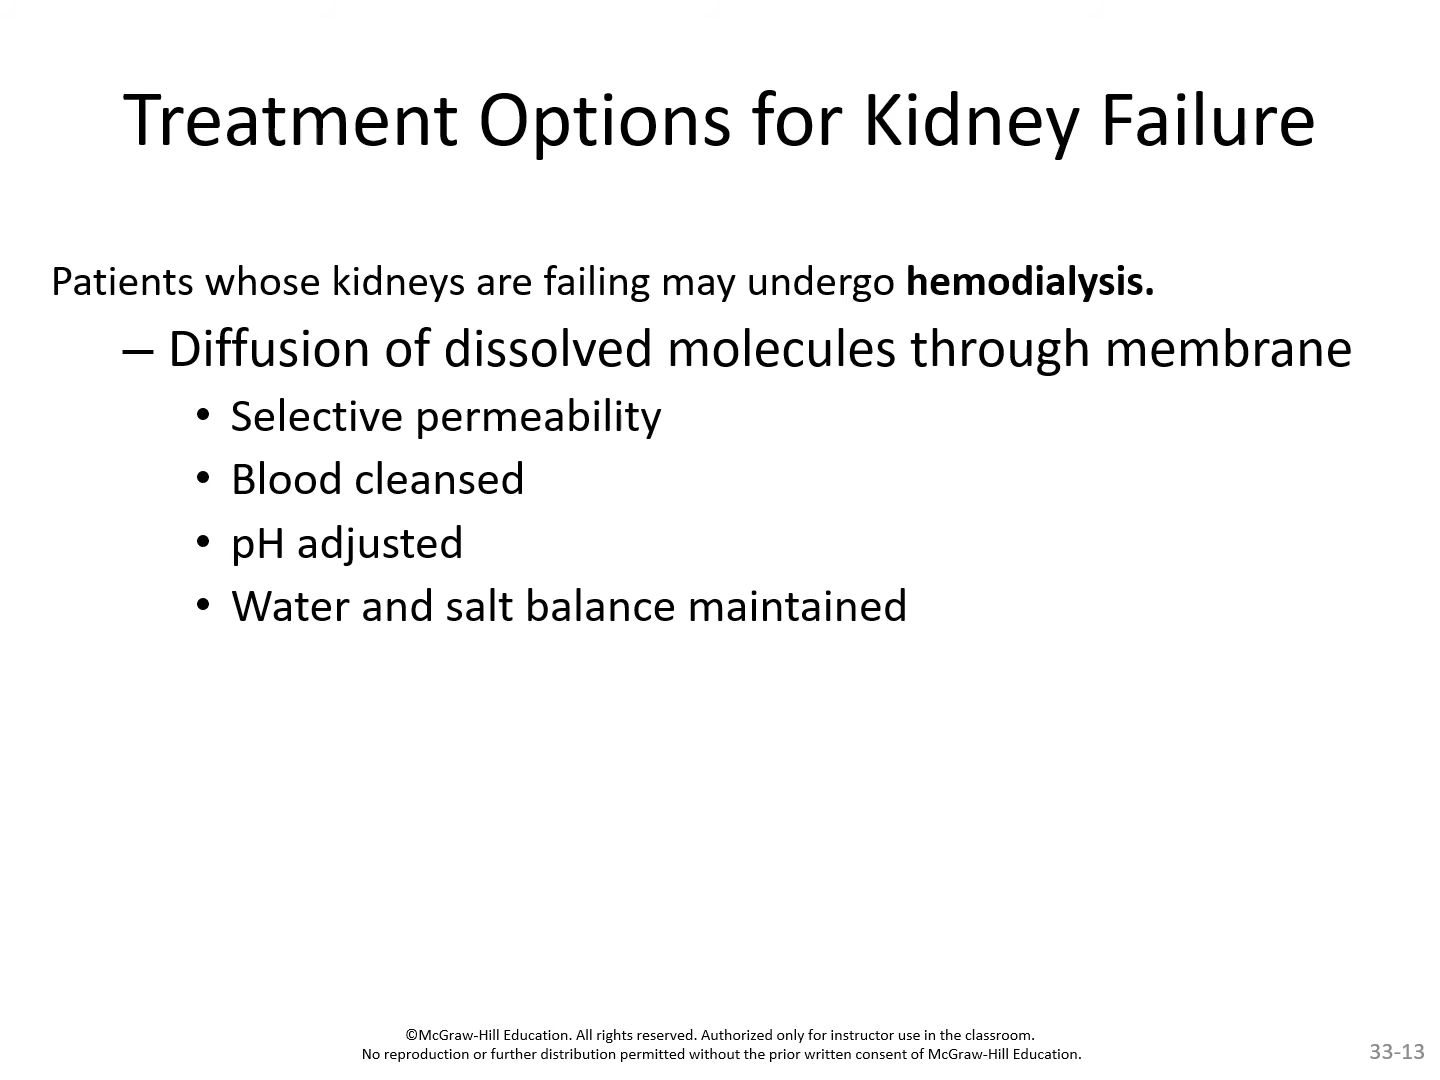 Treatment Options for Kidney Failure
Patients whose kidneys are failing may undergo hemodialysis.
– Diffusion of dissolved molecules through membrane
• Selective permeability
• Blood cleansed
• pH adjusted
• Water and salt balance maintained
©McGraw-Hill Education. All rights reserved. Authorized only for instructor use in the classroom.
No reproduction or further distribution permitted without the prior written consent of McGraw-Hill Education.
33-13